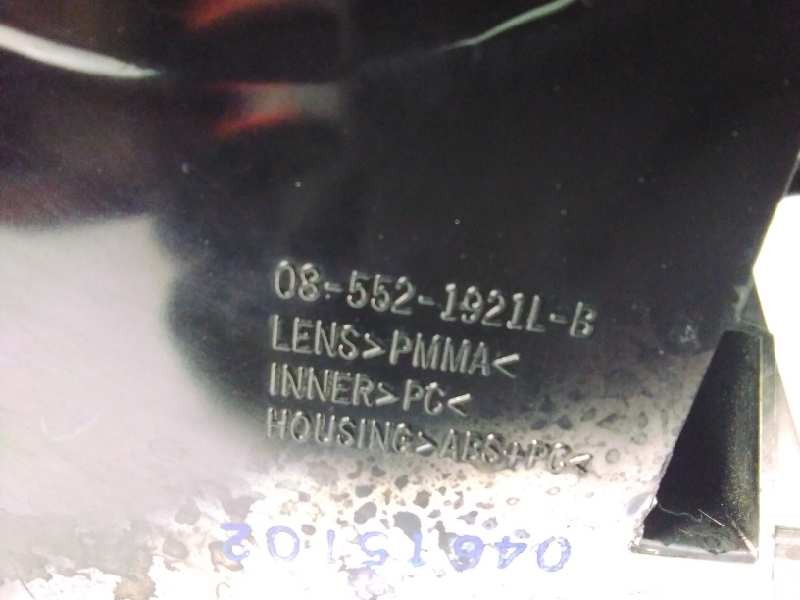 08-552-1921L-B
LENS>PMMA<
INNER>PC<
HOUSING>ABS+PC<